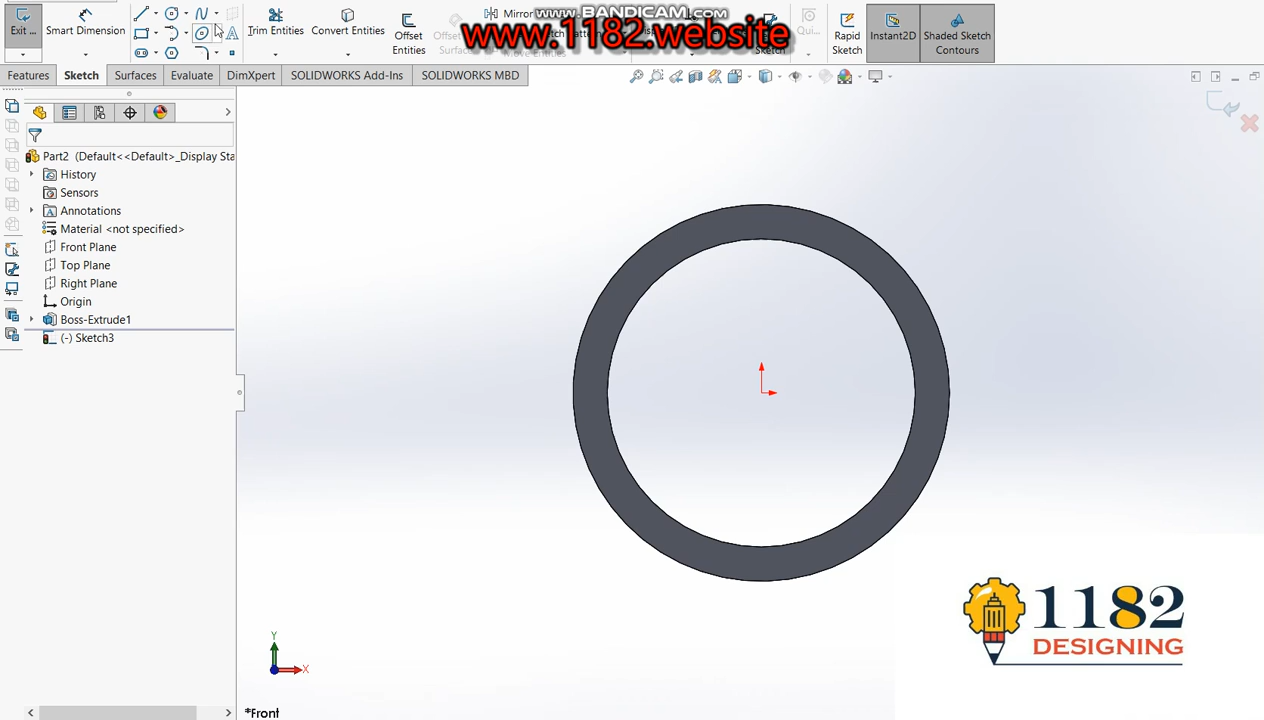 www.BANDICAM.com
www.1182.website
Exit ...
Smart Dimension
Trim Entities
Convert Entities
Offset Entities
Mirror
Rapid Sketch
Instant2D
Shaded Sketch Contours
Qui...
Features
Sketch
Surfaces
Evaluate
DimXpert
SOLIDWORKS Add-Ins
SOLIDWORKS MBD
Part2 (Default<<Default>_Display Sta
History
Sensors
Annotations
Material <not specified>
Front Plane
Top Plane
Right Plane
Origin
Boss-Extrude1
(-) Sketch3
Y
X
*Front
1182
DESIGNING